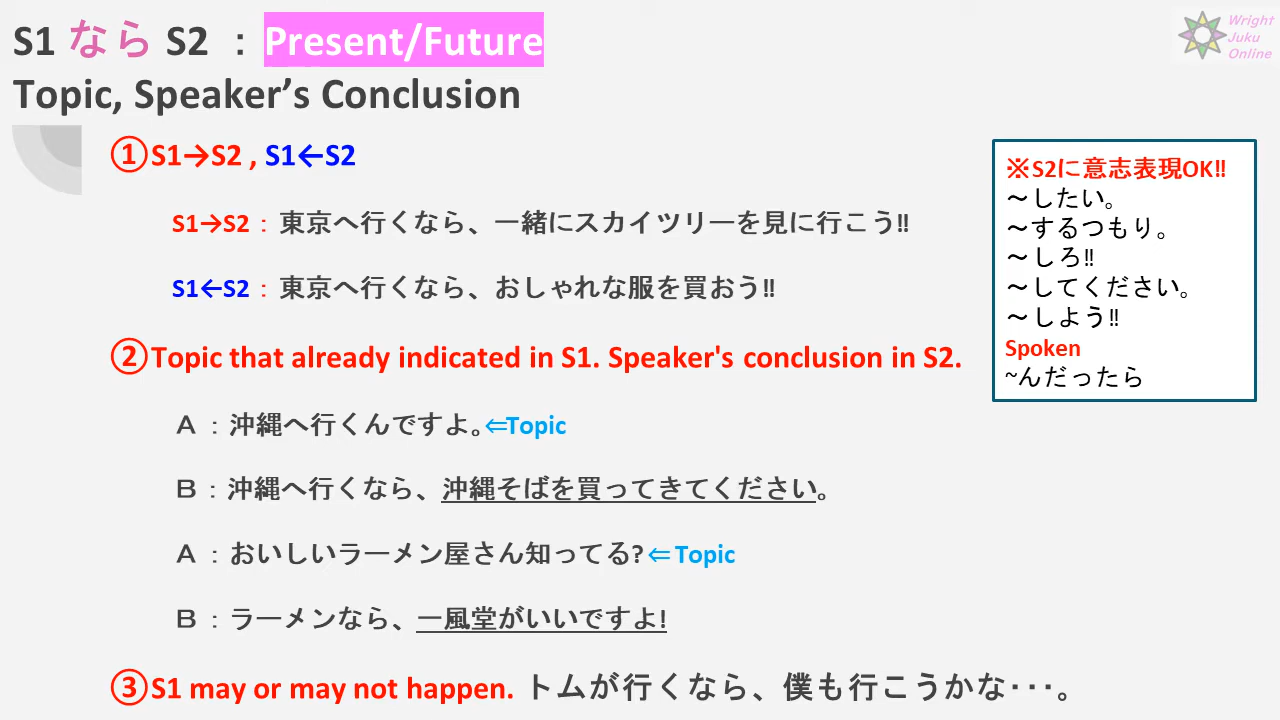 S1 なら S2 ：Present/Future
Topic, Speaker’s Conclusion
Wright
Juku
Online
①S1→S2 , S1←S2
S1→S2：東京へ行くなら、一緒にスカイツリーを見に行こう‼
S1←S2：東京へ行くなら、おしゃれな服を買おう‼
※S2に意志表現OK‼
～したい。
～するつもり。
～しろ‼
～してください。
～しよう‼
Spoken
~んだったら
②Topic that already indicated in S1. Speaker's conclusion in S2.
Ａ：沖縄へ行くんですよ。⇐Topic
Ｂ：沖縄へ行くなら、沖縄そばを買ってきてください。
Ａ：おいしいラーメン屋さん知ってる?⇐ Topic
Ｂ：ラーメンなら、一風堂がいいですよ!
③S1 may or may not happen. トムが行くなら、僕も行こうかな･･･。